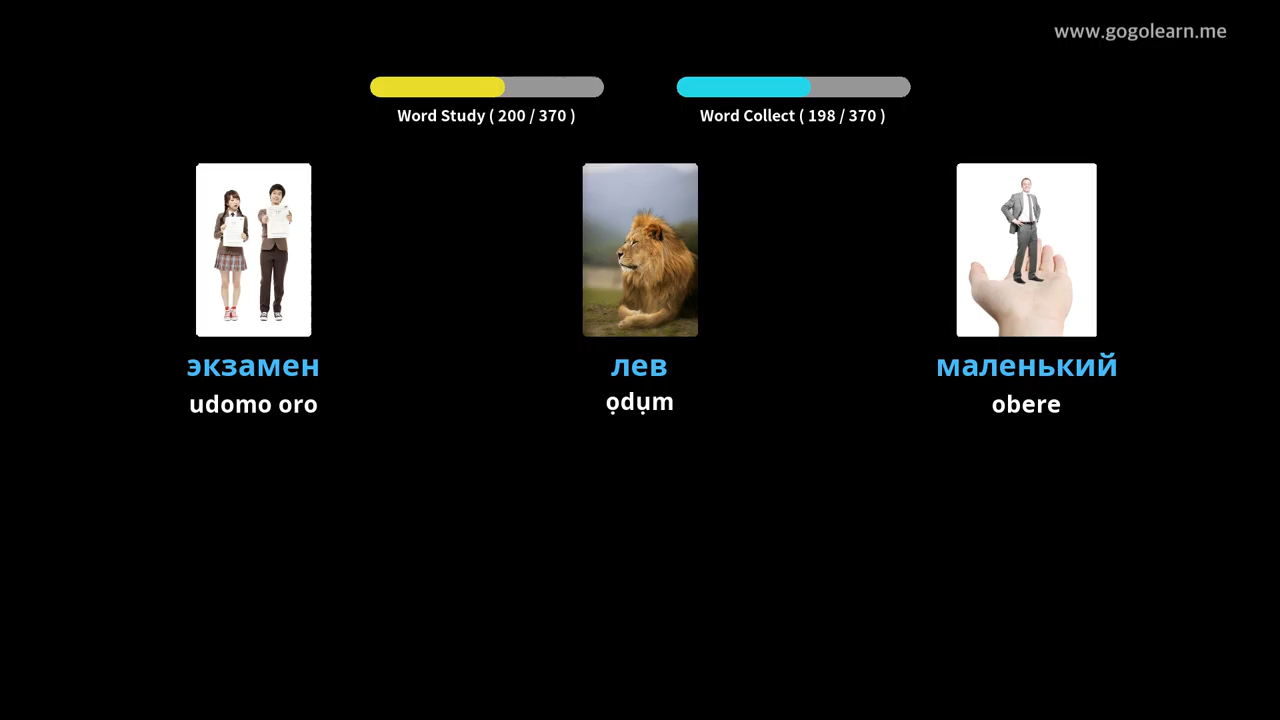 www.gogolearn.me
Word Study ( 200 / 370 )
Word Collect ( 198 / 370 )
экзамен
udomo oro
лев
ọdụm
маленький
obere